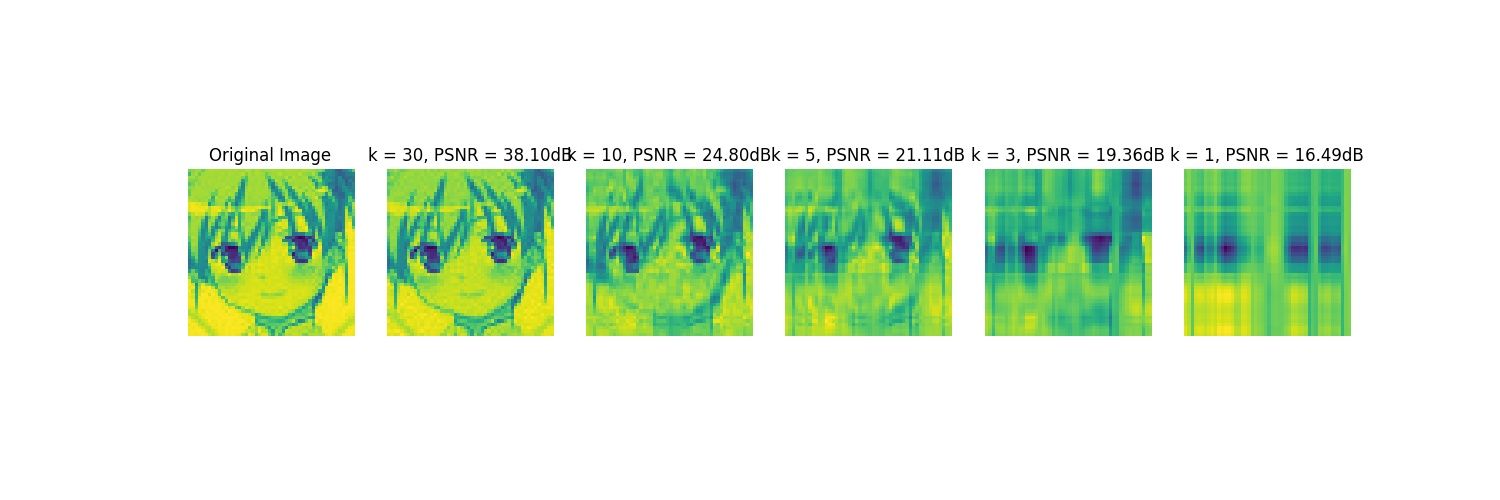 Original Image
k = 30, PSNR = 38.10dB
k = 10, PSNR = 24.80dB
k = 5, PSNR = 21.11dB
k = 3, PSNR = 19.36dB
k = 1, PSNR = 16.49dB